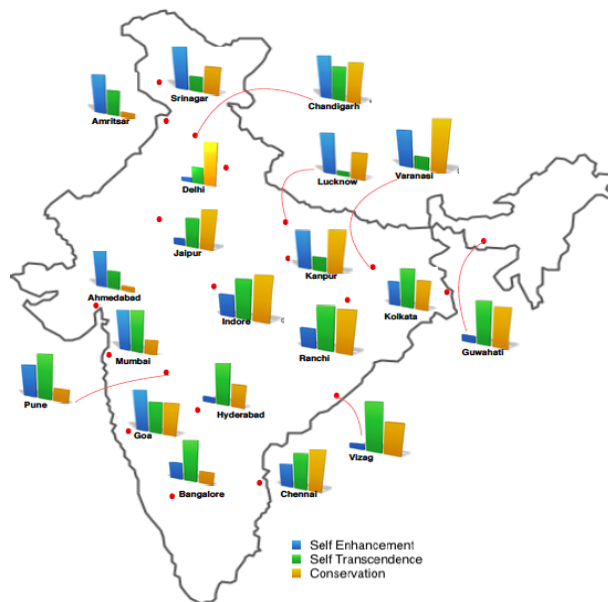 Srinagar
Chandigarh
Amritsar
Lucknow
Varanasi
Delhi
Jaipur
Kanpur
Ahmedabad
Indore
Kolkata
Guwahati
Mumbai
Ranchi
Pune
Hyderabad
Goa
Vizag
Bangalore
Chennai
Self Enhancement
Self Transcendence
Conservation